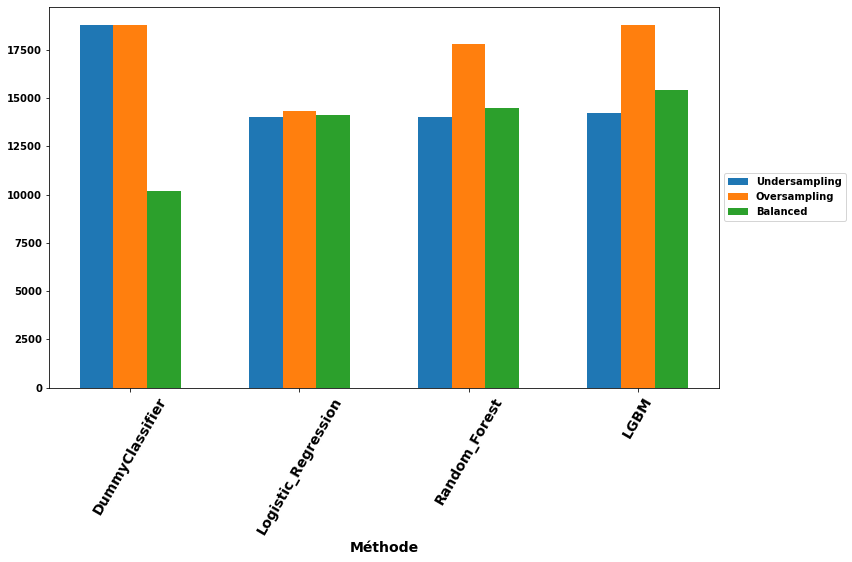 17500
15000
12500
10000
7500
5000
2500
0
Undersampling
Oversampling
Balanced
DummyClassifier
Logistic_Regression
Random_Forest
LGBM
Méthode